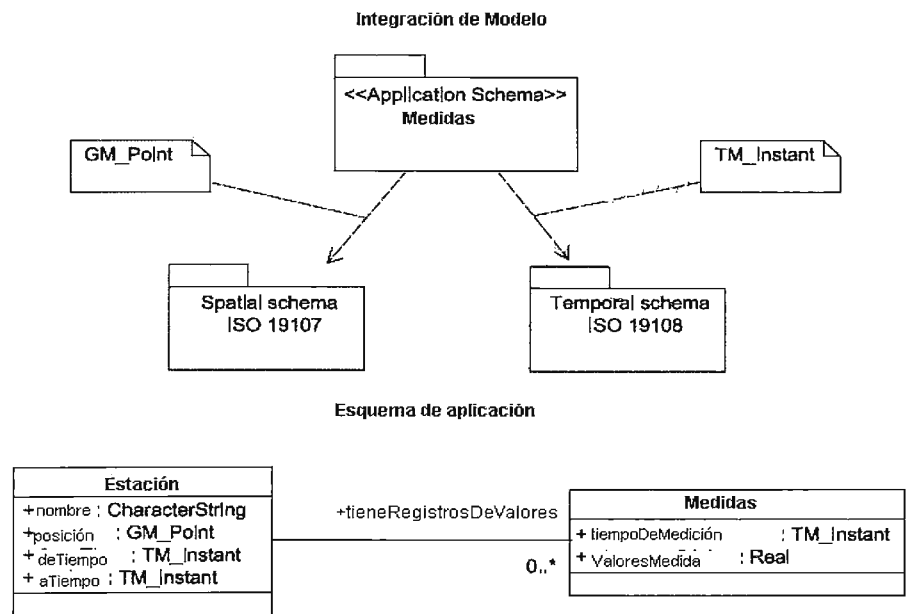 Integración de Modelo
<<Application Schema>>
Medidas
GM_Point
TM_Instant
Spatial schema
ISO 19107
Temporal schema
ISO 19108
Esquema de aplicación
Estación
+nombre : CharacterString
+posición : GM_Point
+ deTiempo : TM_Instant
+ aTiempo : TM_Instant
+tieneRegistrosDeValores
0..*
Medidas
+ tiempoDeMedición : TM_Instant
+ ValoresMedida : Real